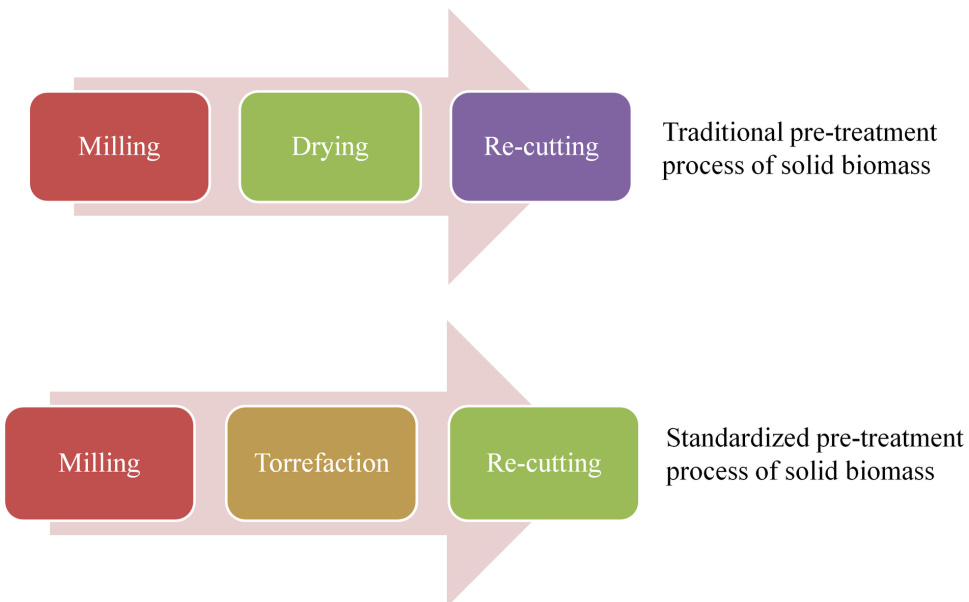 Milling
Drying
Re-cutting
Traditional pre-treatment
process of solid biomass
Milling
Torrefaction
Re-cutting
Standardized pre-treatment
process of solid biomass